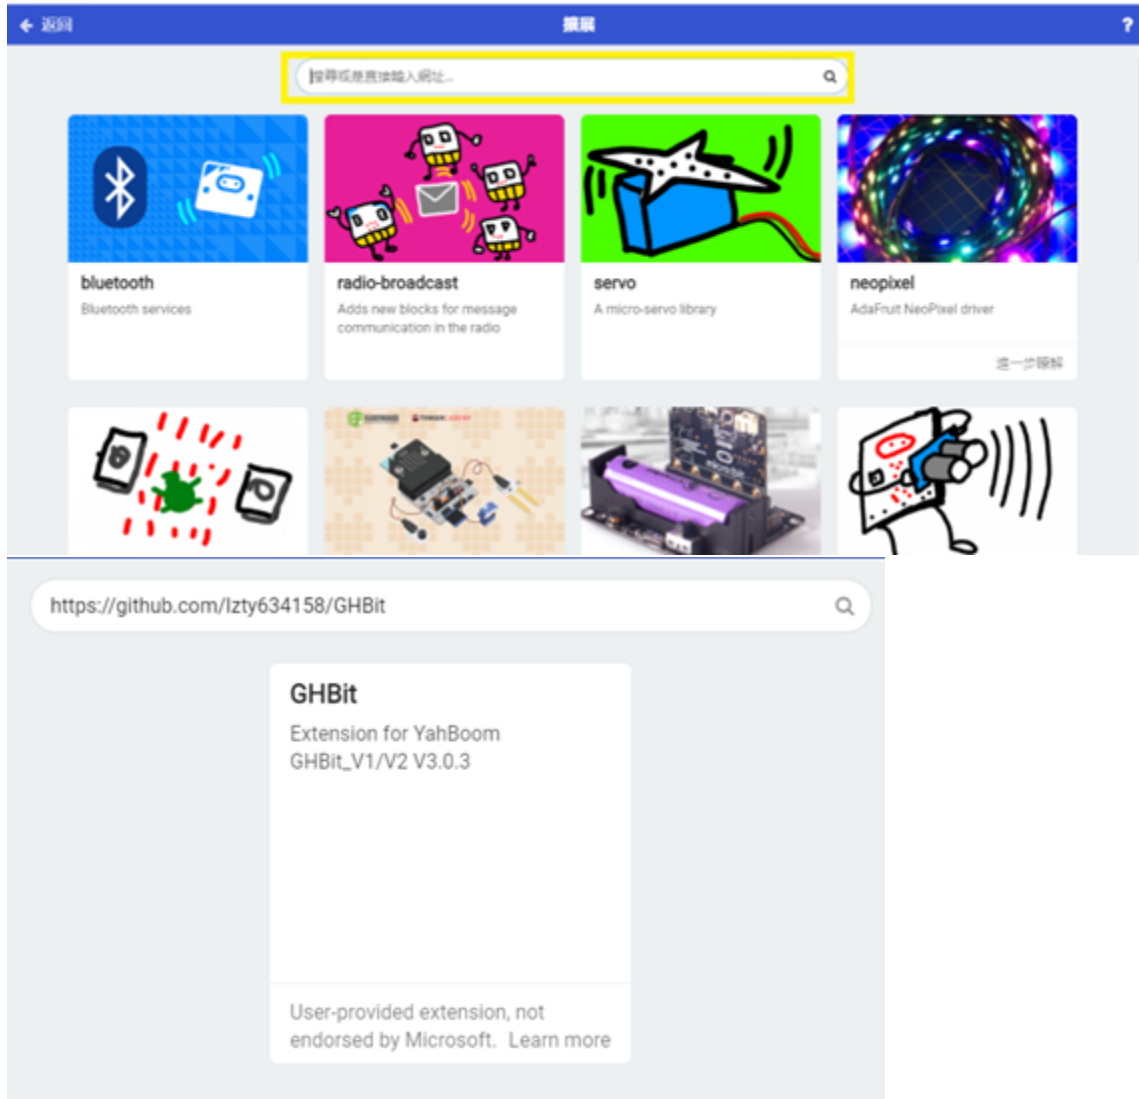 返回
擴展
?
搜尋或是直接輸入網址...
bluetooth
Bluetooth services
radio-broadcast
Adds new blocks for message
communication in the radio
servo
A micro-servo library
neopixel
AdaFruit NeoPixel driver
進一步瞭解
micro:bit
https://github.com/lzty634158/GHBit
GHBit
Extension for YahBoom
GHBit_V1/V2 V3.0.3
User-provided extension, not
endorsed by Microsoft. Learn more